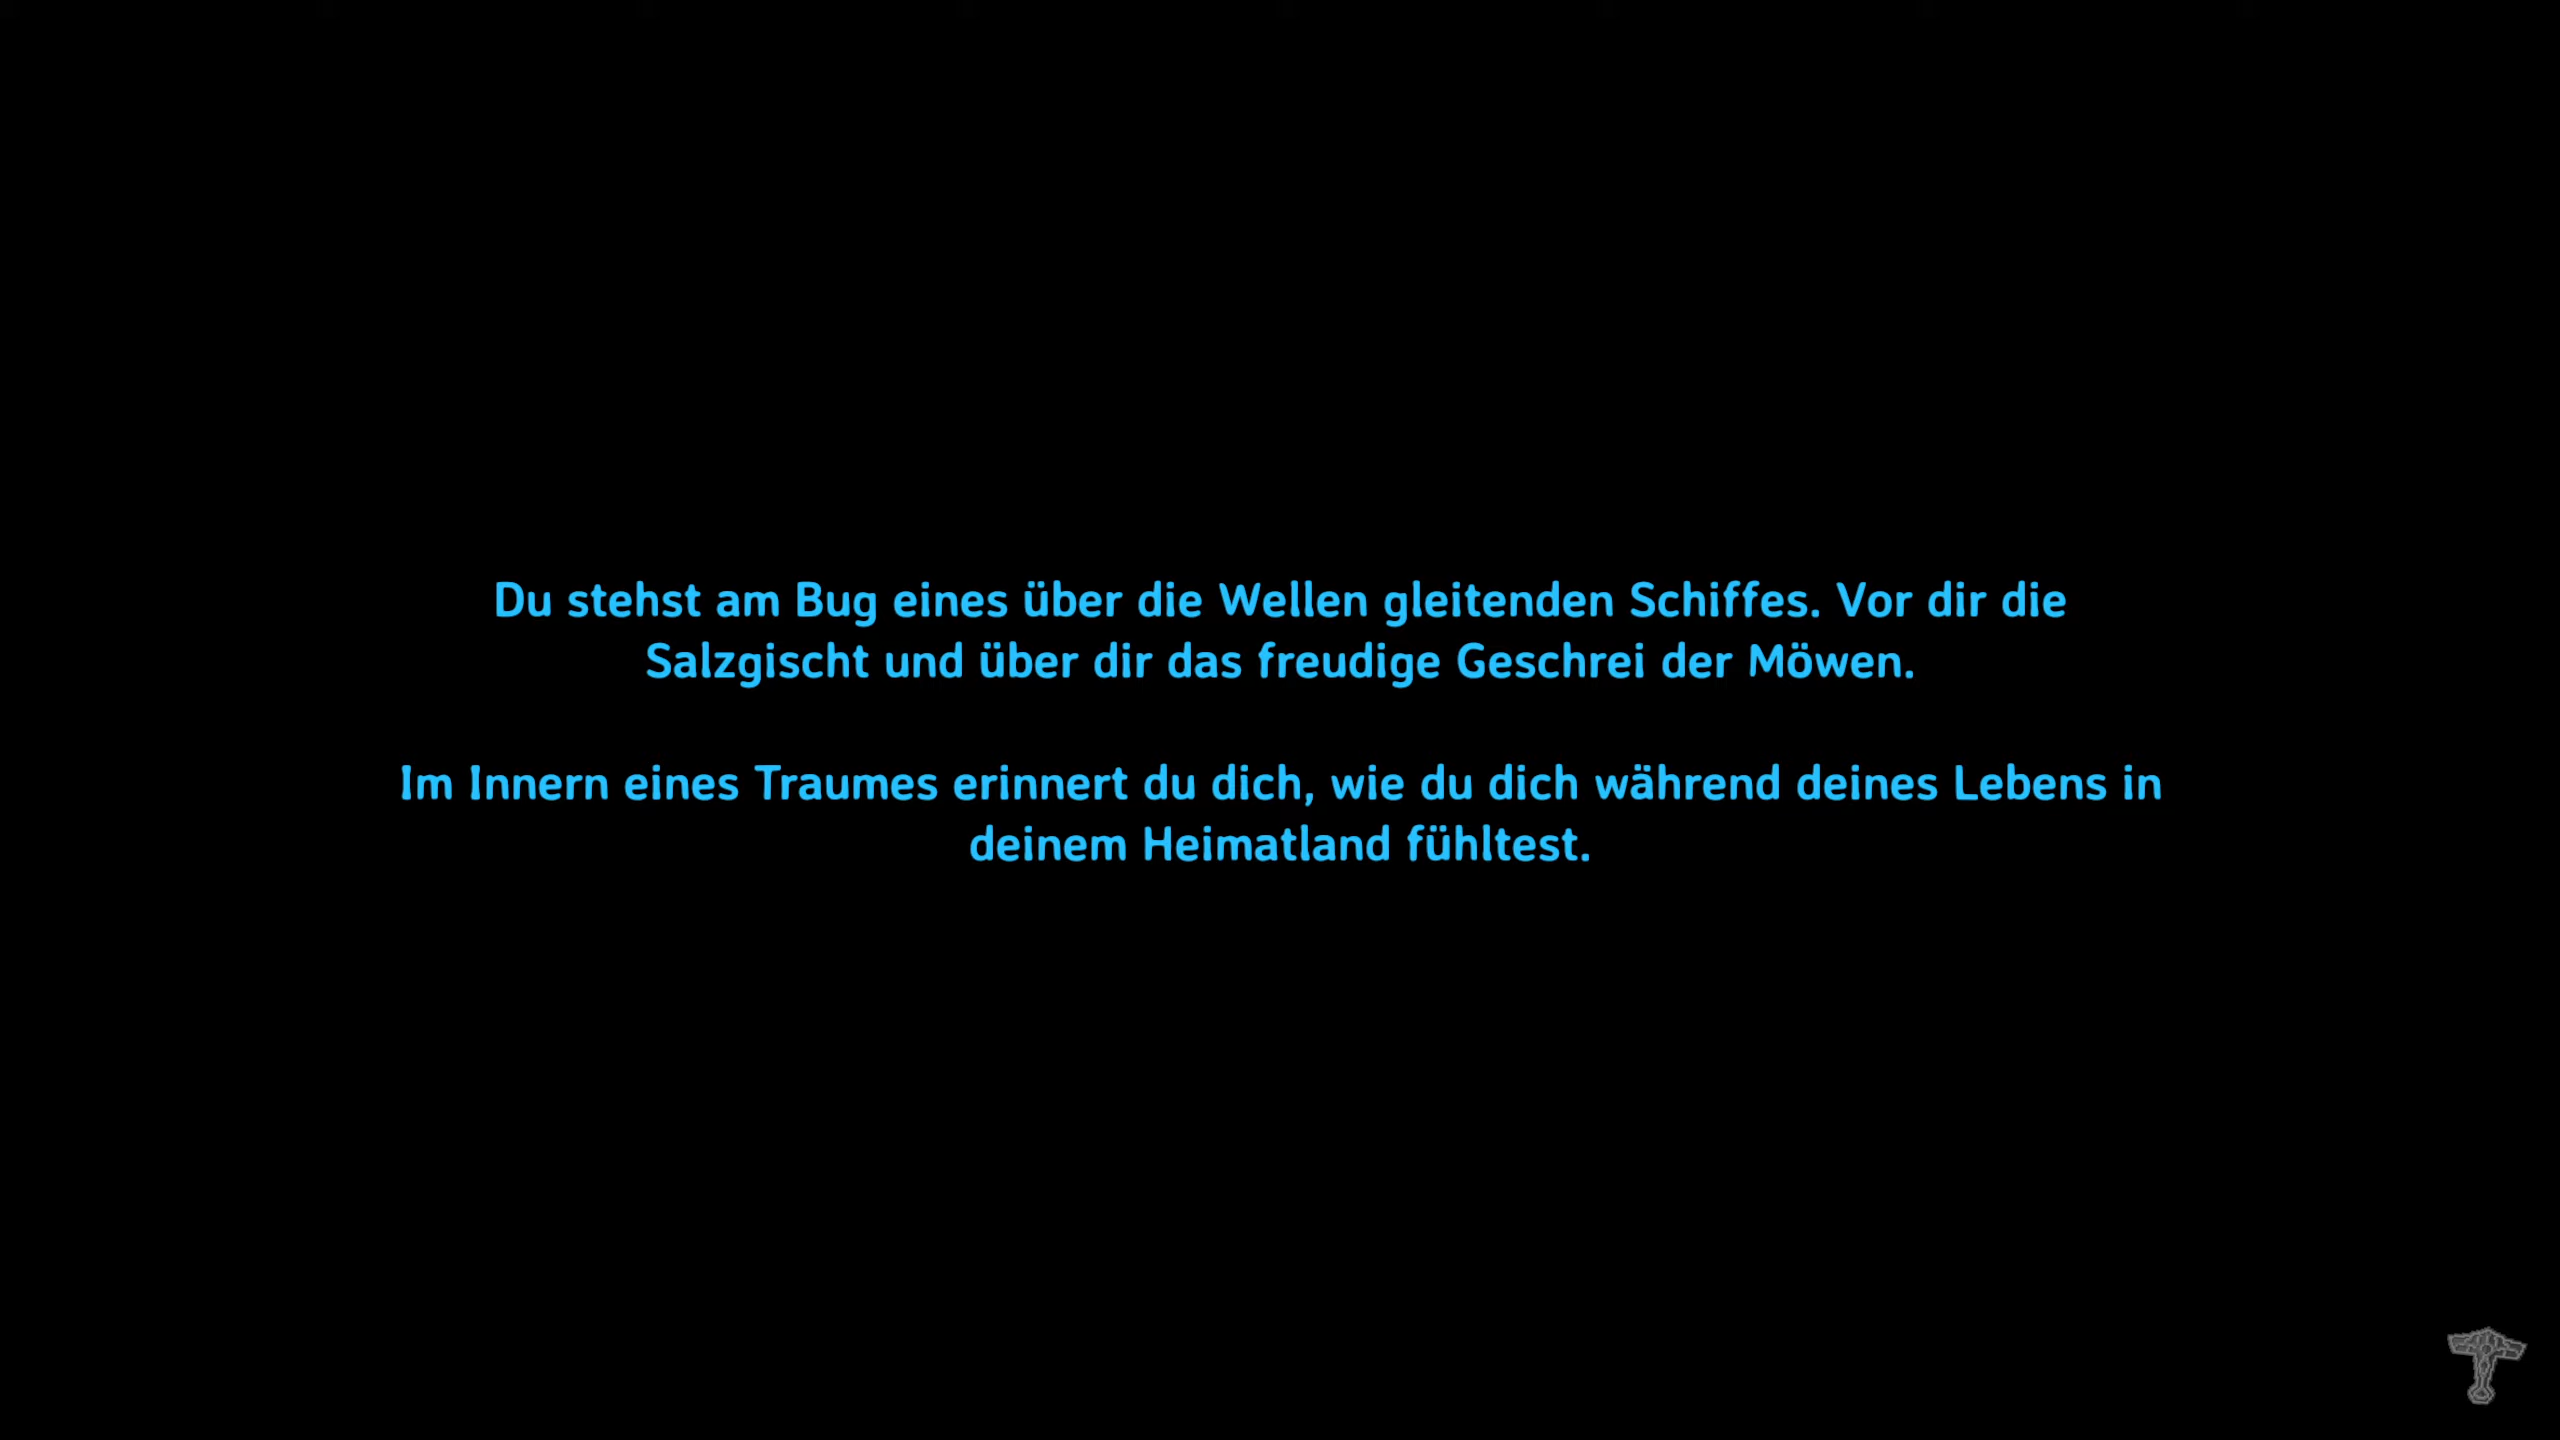 Du stehst am Bug eines über die Wellen gleitenden Schiffes. Vor dir die
Salzgischt und über dir das freudige Geschrei der Möwen.
Im Innern eines Traumes erinnert du dich, wie du dich während deines Lebens in
deinem Heimatland fühltest.